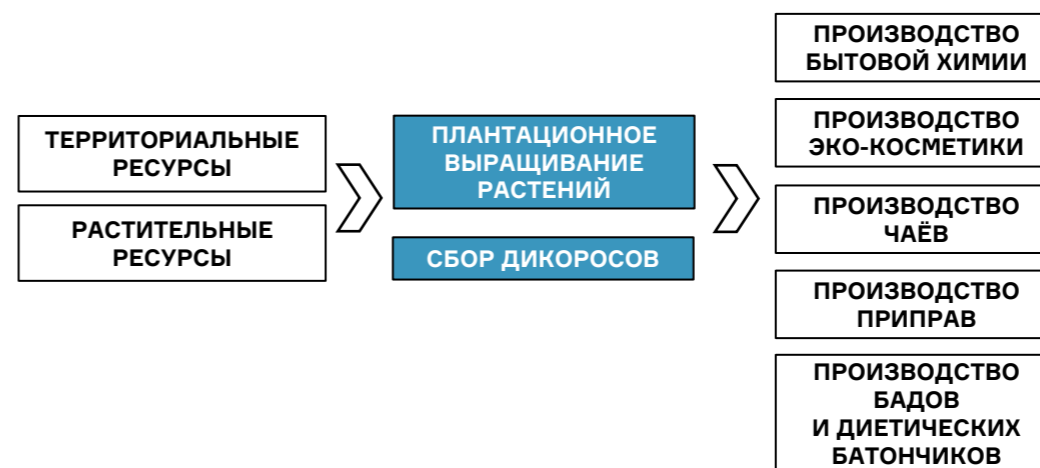 ТЕРРИТОРИАЛЬНЫЕ
РЕСУРСЫ
РАСТИТЕЛЬНЫЕ
РЕСУРСЫ
ПЛАНТАЦИОННОЕ
ВЫРАЩИВАНИЕ
РАСТЕНИЙ
СБОР ДИКОРОСОВ
ПРОИЗВОДСТВО
БЫТОВОЙ ХИМИИ
ПРОИЗВОДСТВО
ЭКО-КОСМЕТИКИ
ПРОИЗВОДСТВО
ЧАЁВ
ПРОИЗВОДСТВО
ПРИПРАВ
ПРОИЗВОДСТВО
БАДОВ
И ДИЕТИЧЕСКИХ
БАТОНЧИКОВ